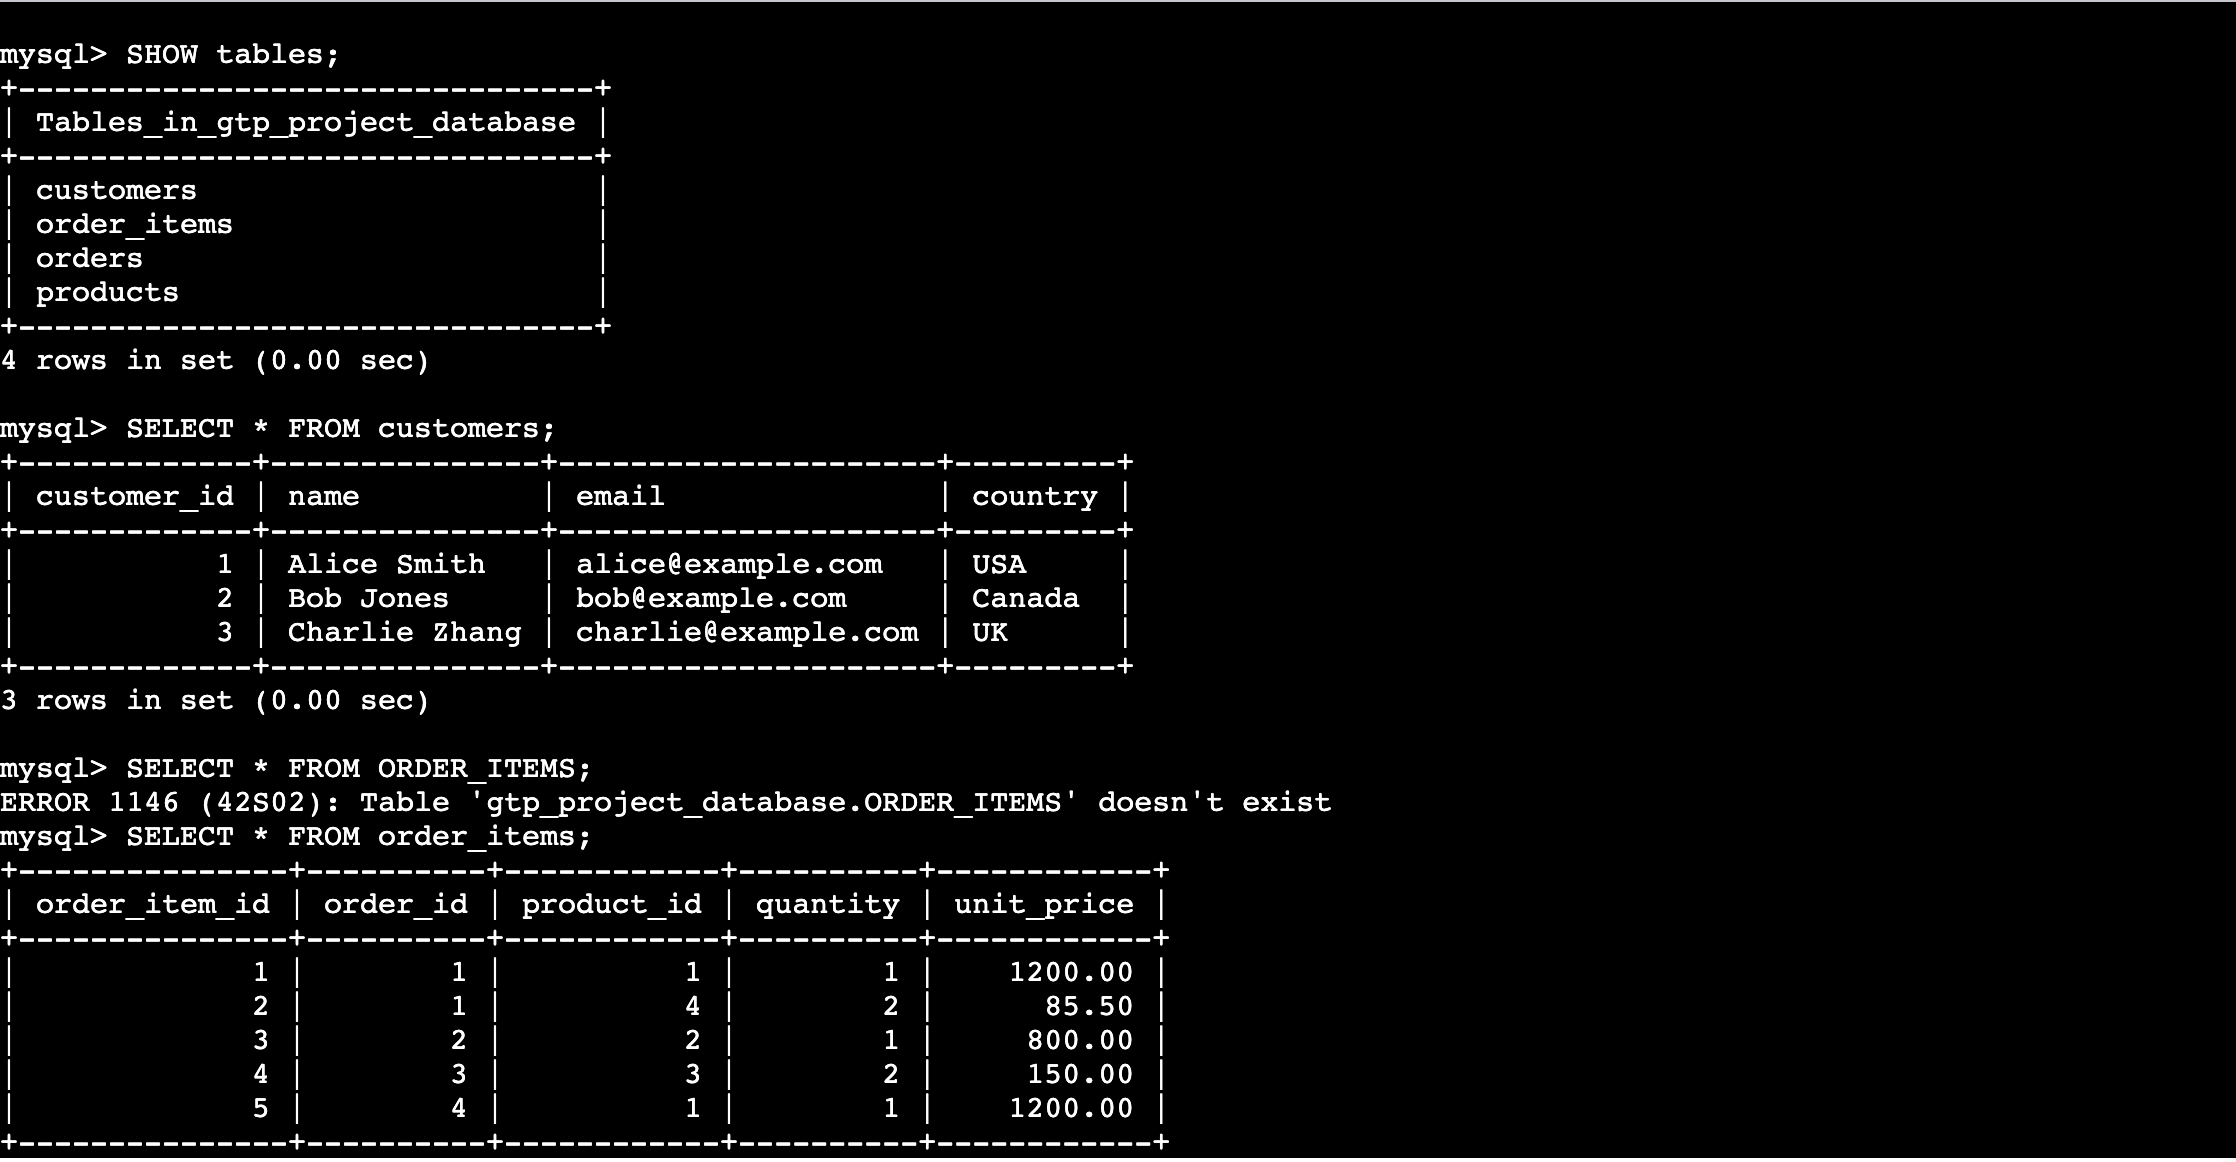 mysql> SHOW tables;
+--------------------------------+
| Tables_in_gtp_project_database |
+--------------------------------+
| customers                      |
| order_items                    |
| orders                         |
| products                       |
+--------------------------------+
4 rows in set (0.00 sec)

mysql> SELECT * FROM customers;
+-------------+---------------+---------------------+---------+
| customer_id | name          | email               | country |
+-------------+---------------+---------------------+---------+
|           1 | Alice Smith   | alice@example.com   | USA     |
|           2 | Bob Jones     | bob@example.com     | Canada  |
|           3 | Charlie Zhang | charlie@example.com | UK      |
+-------------+---------------+---------------------+---------+
3 rows in set (0.00 sec)

mysql> SELECT * FROM ORDER_ITEMS;
ERROR 1146 (42S02): Table 'gtp_project_database.ORDER_ITEMS' doesn't exist
mysql> SELECT * FROM order_items;
+---------------+----------+------------+----------+------------+
| order_item_id | order_id | product_id | quantity | unit_price |
+---------------+----------+------------+----------+------------+
|             1 |        1 |          1 |        1 |    1200.00 |
|             2 |        1 |          4 |        2 |      85.50 |
|             3 |        2 |          2 |        1 |     800.00 |
|             4 |        3 |          3 |        2 |     150.00 |
|             5 |        4 |          1 |        1 |    1200.00 |
+---------------+----------+------------+----------+------------+